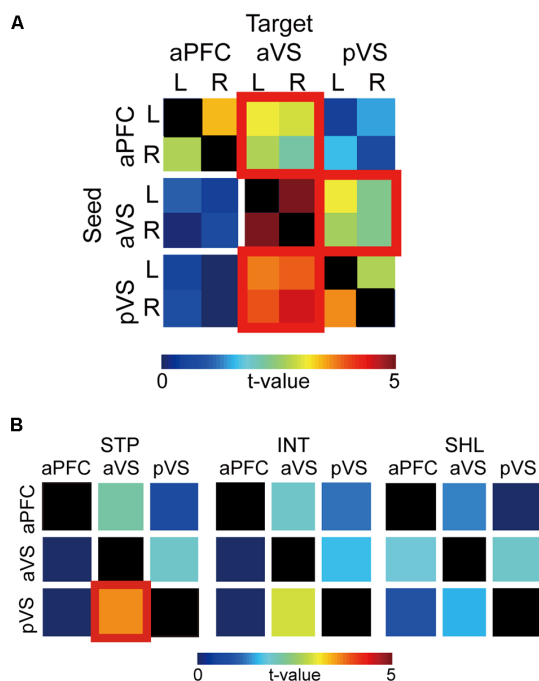 A
Target
aPFC aVS pVS
L R L R L R
Seed
aPFC
L
R
aVS
L
R
pVS
L
R
0 t-value 5
B
STP INT SHL
aPFC aVS pVS aPFC aVS pVS aPFC aVS pVS
aPFC
aVS
pVS
0 t-value 5